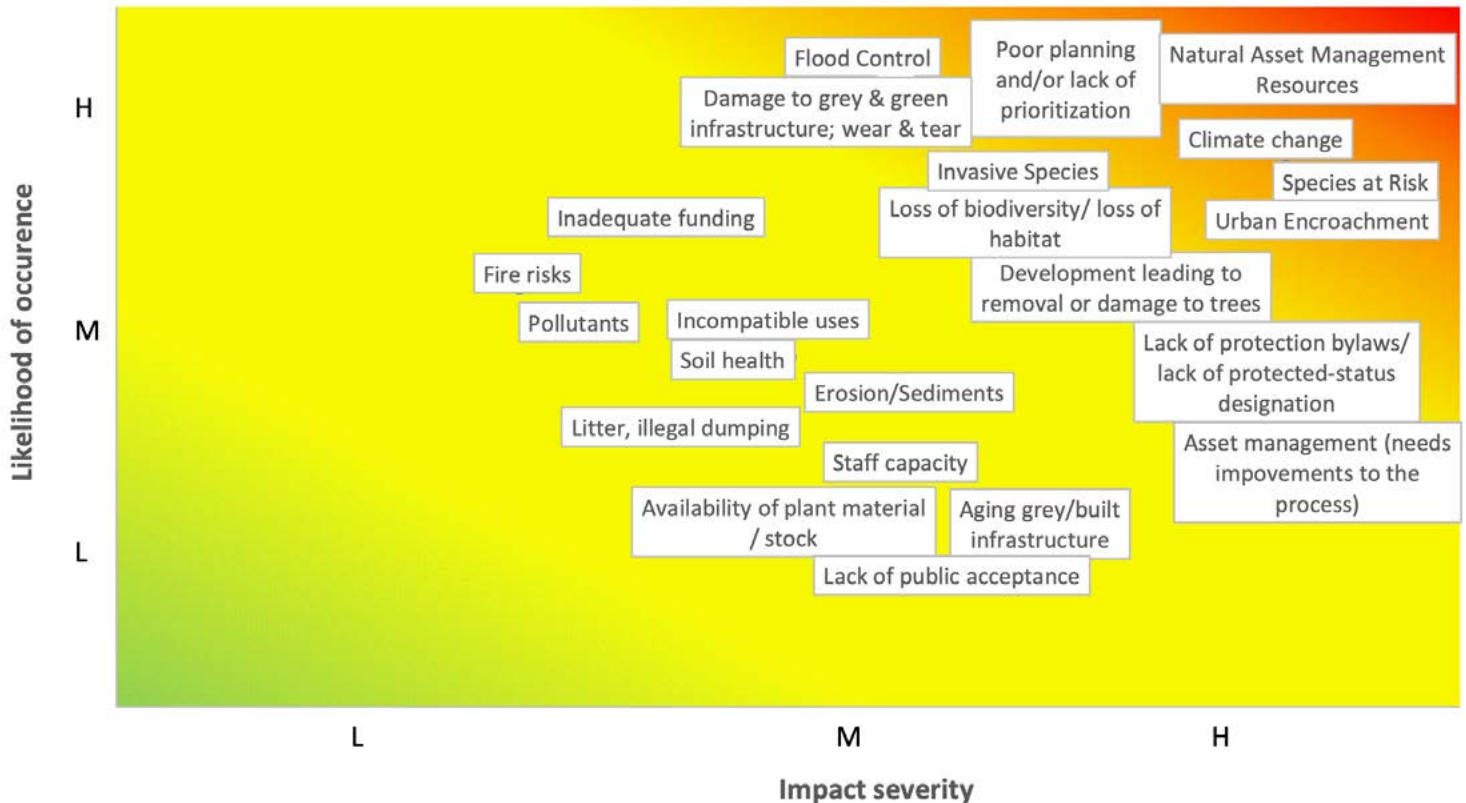 Flood Control
Poor planning
and/or lack of
prioritization
Natural Asset Management
Resources
H
Damage to grey & green
infrastructure; wear & tear
Climate change
Invasive Species
Species at Risk
Inadequate funding
Loss of biodiversity/ loss of
habitat
Urban Encroachment
Fire risks
Development leading to
removal or damage to trees
Likelihood of occurence
M
Pollutants
Incompatible uses
Soil health
Lack of protection bylaws/
lack of protected-status
designation
Erosion/Sediments
Litter, illegal dumping
Asset management (needs
impovements to the
process)
Staff capacity
L
Availability of plant material
/ stock
Aging grey/built
infrastructure
Lack of public acceptance
L
M
H
Impact severity